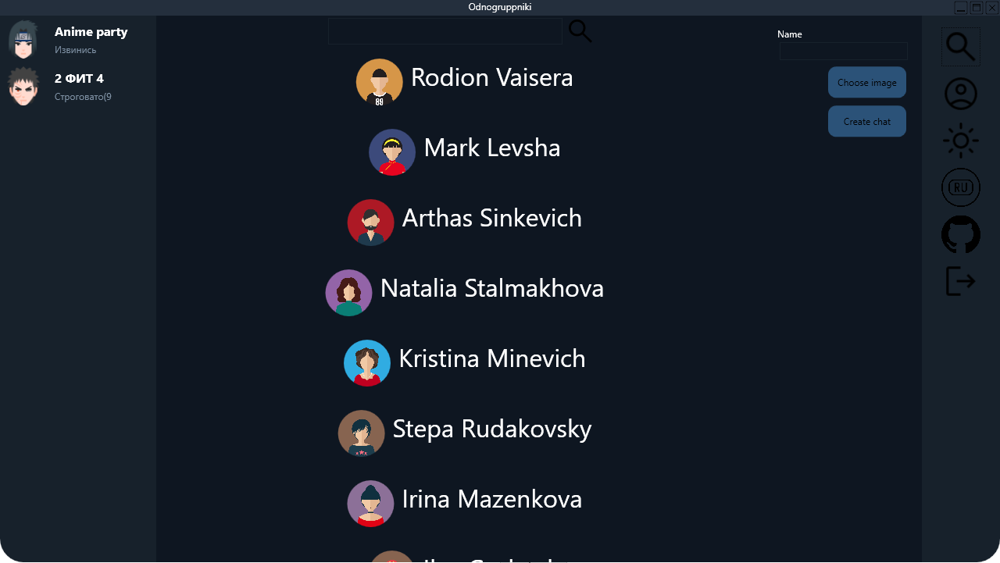 Odnogruppniki
Anime party
Извинись
2 ФИТ 4
Строговато(9
Rodion Vaisera
89
Mark Levsha
Arthas Sinkevich
Natalia Stalmakhova
Kristina Minevich
Stepa Rudakovsky
Irina Mazenkova
Name
Choose image
Create chat
RU